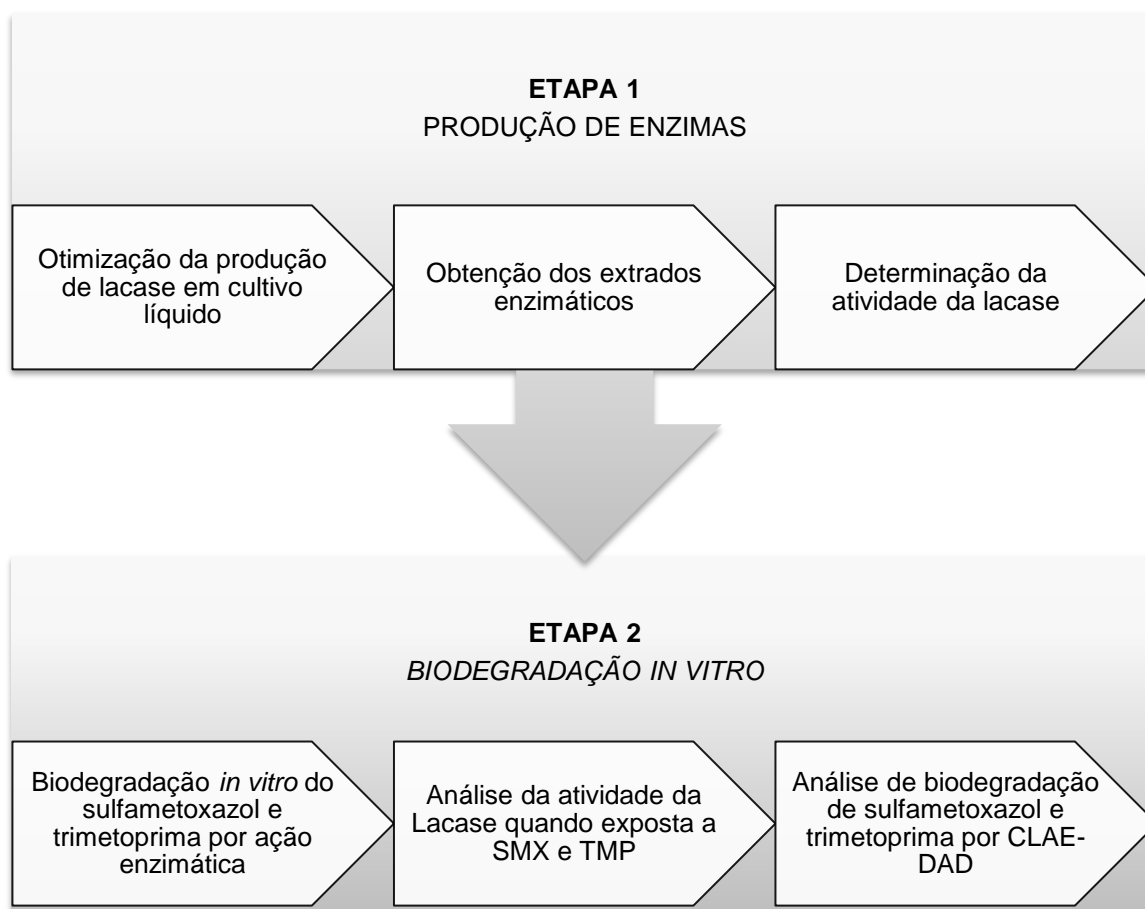 ETAPA 1
PRODUÇÃO DE ENZIMAS
Otimização da produção
de lacase em cultivo
líquido
Obtenção dos extrados
enzimáticos
Determinação da
atividade da lacase
ETAPA 2
BIODEGRADAÇÃO IN VITRO
Biodegradação in vitro do
sulfametoxazol e
trimetoprima por ação
enzimática
Análise da atividade da
Lacase quando exposta a
SMX e TMP
Análise de biodegradação
de sulfametoxazol e
trimetoprima por CLAE-
DAD